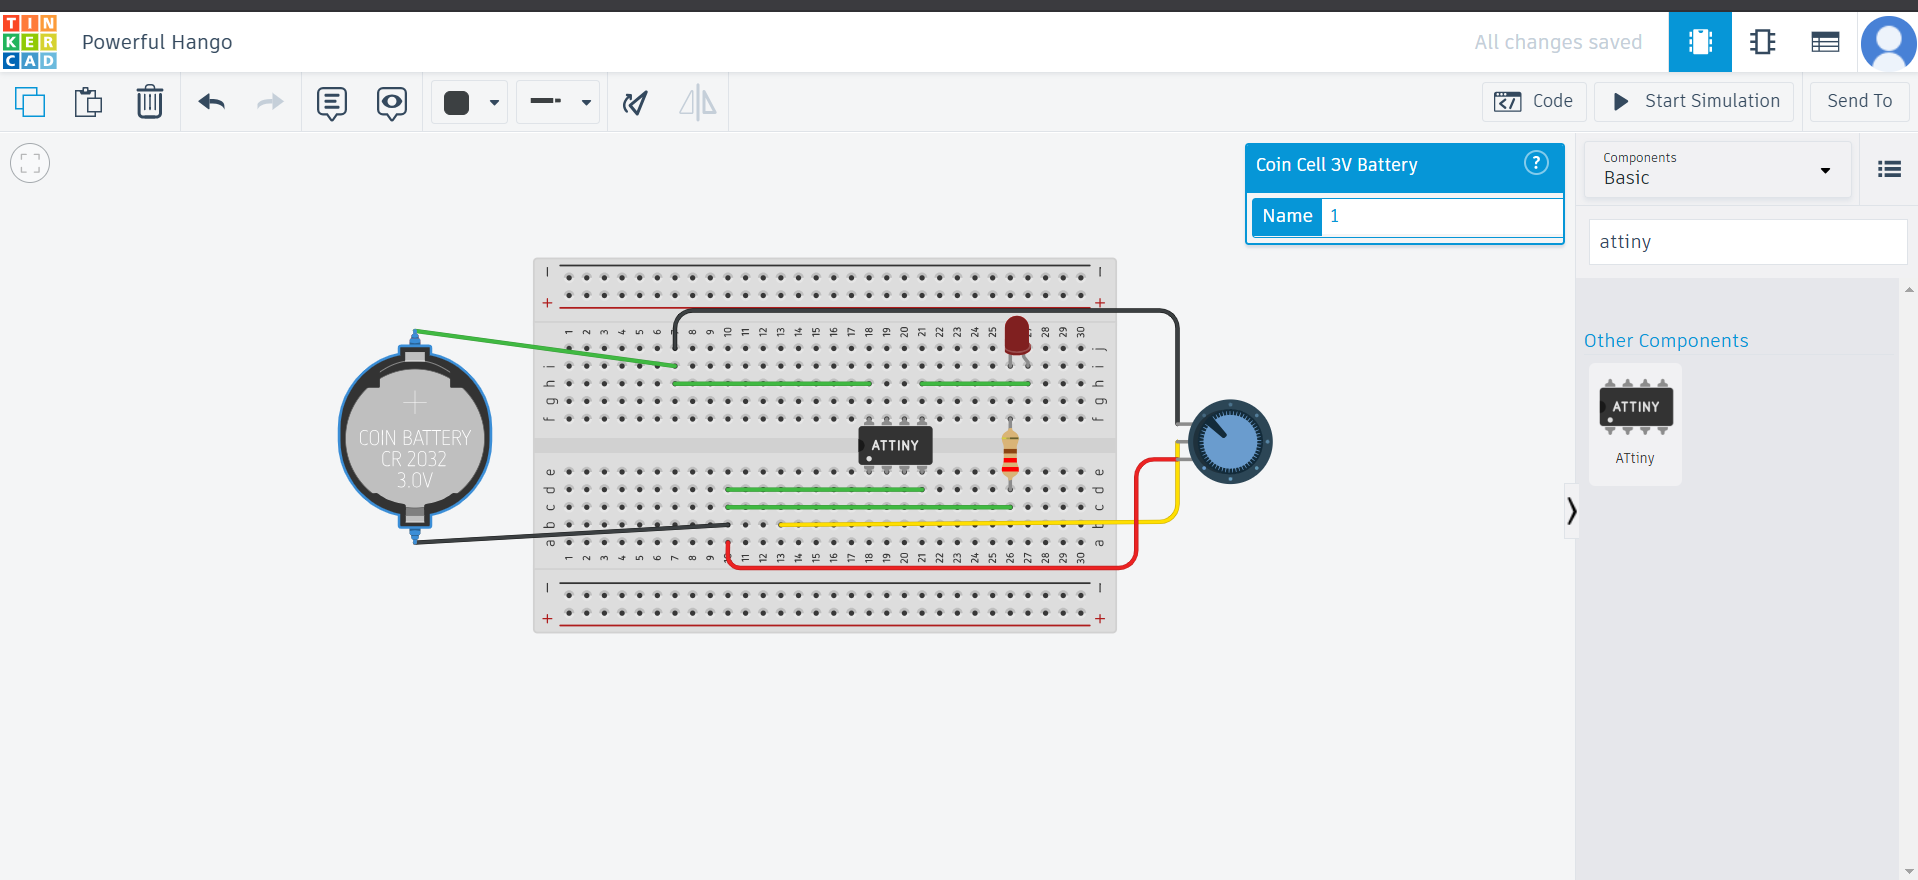 TIN
KER
CAD
Powerful Hango
All changes saved
Code
Start Simulation
Send To
Coin Cell 3V Battery
?
Name 1
Components
Basic
attiny
Other Components
ATTINY
ATtiny
1 2 3 4 5 6 7 8 9 10 11 12 13 14 15 16 17 18 19 20 21 22 23 24 25 28 29 30
j
i i
h h
g g
f f
COIN BATTERY
CR 2032
3.0V
ATTINY
e e
d d
c c
b b
a a
1 2 3 4 5 6 7 8 9 10 11 12 13 14 15 16 17 18 19 20 21 22 23 24 25 26 27 28 29 30